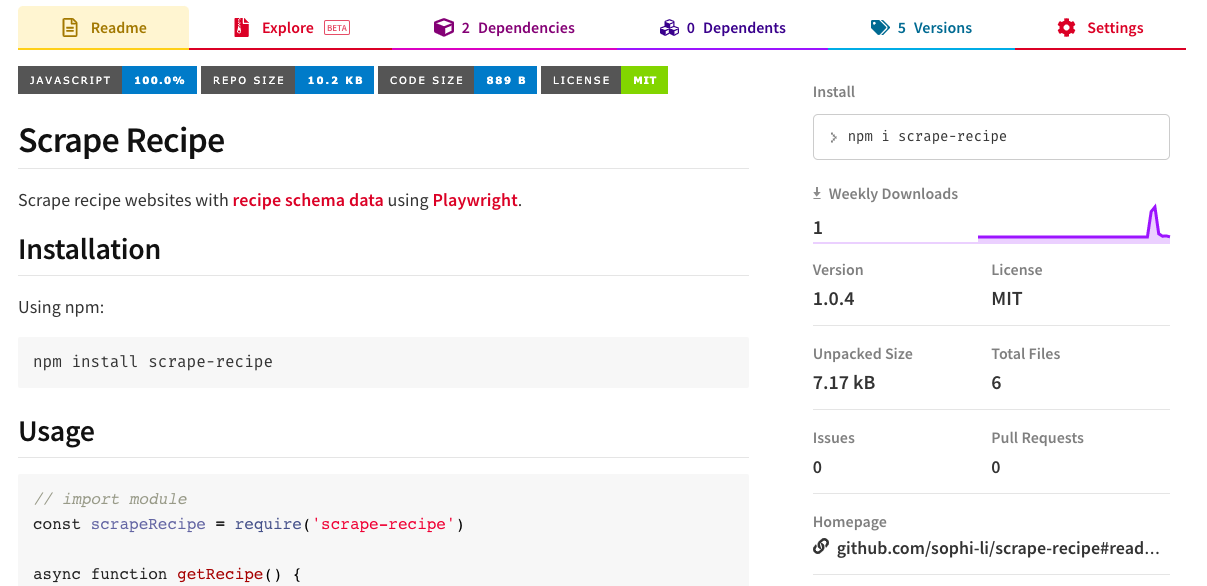 Readme
Explore BETA
2 Dependencies
0 Dependents
5 Versions
Settings
JAVASCRIPT 100.0% REPO SIZE 10.2 KB CODE SIZE 889 B LICENSE MIT
Scrape Recipe
Scrape recipe websites with recipe schema data using Playwright.
Installation
Using npm:
npm install scrape-recipe
Usage
// import module
const scrapeRecipe = require('scrape-recipe')
async function getRecipe() {
Install
> npm i scrape-recipe
Weekly Downloads
1
Version
1.0.4
License
MIT
Unpacked Size
7.17 kB
Total Files
6
Issues
0
Pull Requests
0
Homepage
github.com/sophi-li/scrape-recipe#read...